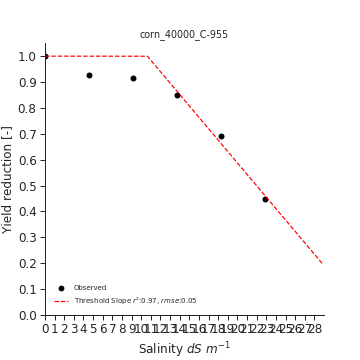 corn_40000_C-955
1.0
0.9
0.8
0.7
0.6
0.5
0.4
0.3
0.2
0.1
0.0
Yield reduction [-]
Observed
Threshold Slope r²:0.97, rmse:0.05
0 1 2 3 4 5 6 7 8 9 10 11 12 13 14 15 16 17 18 19 20 21 22 23 24 25 26 27 28
Salinity dS m⁻¹